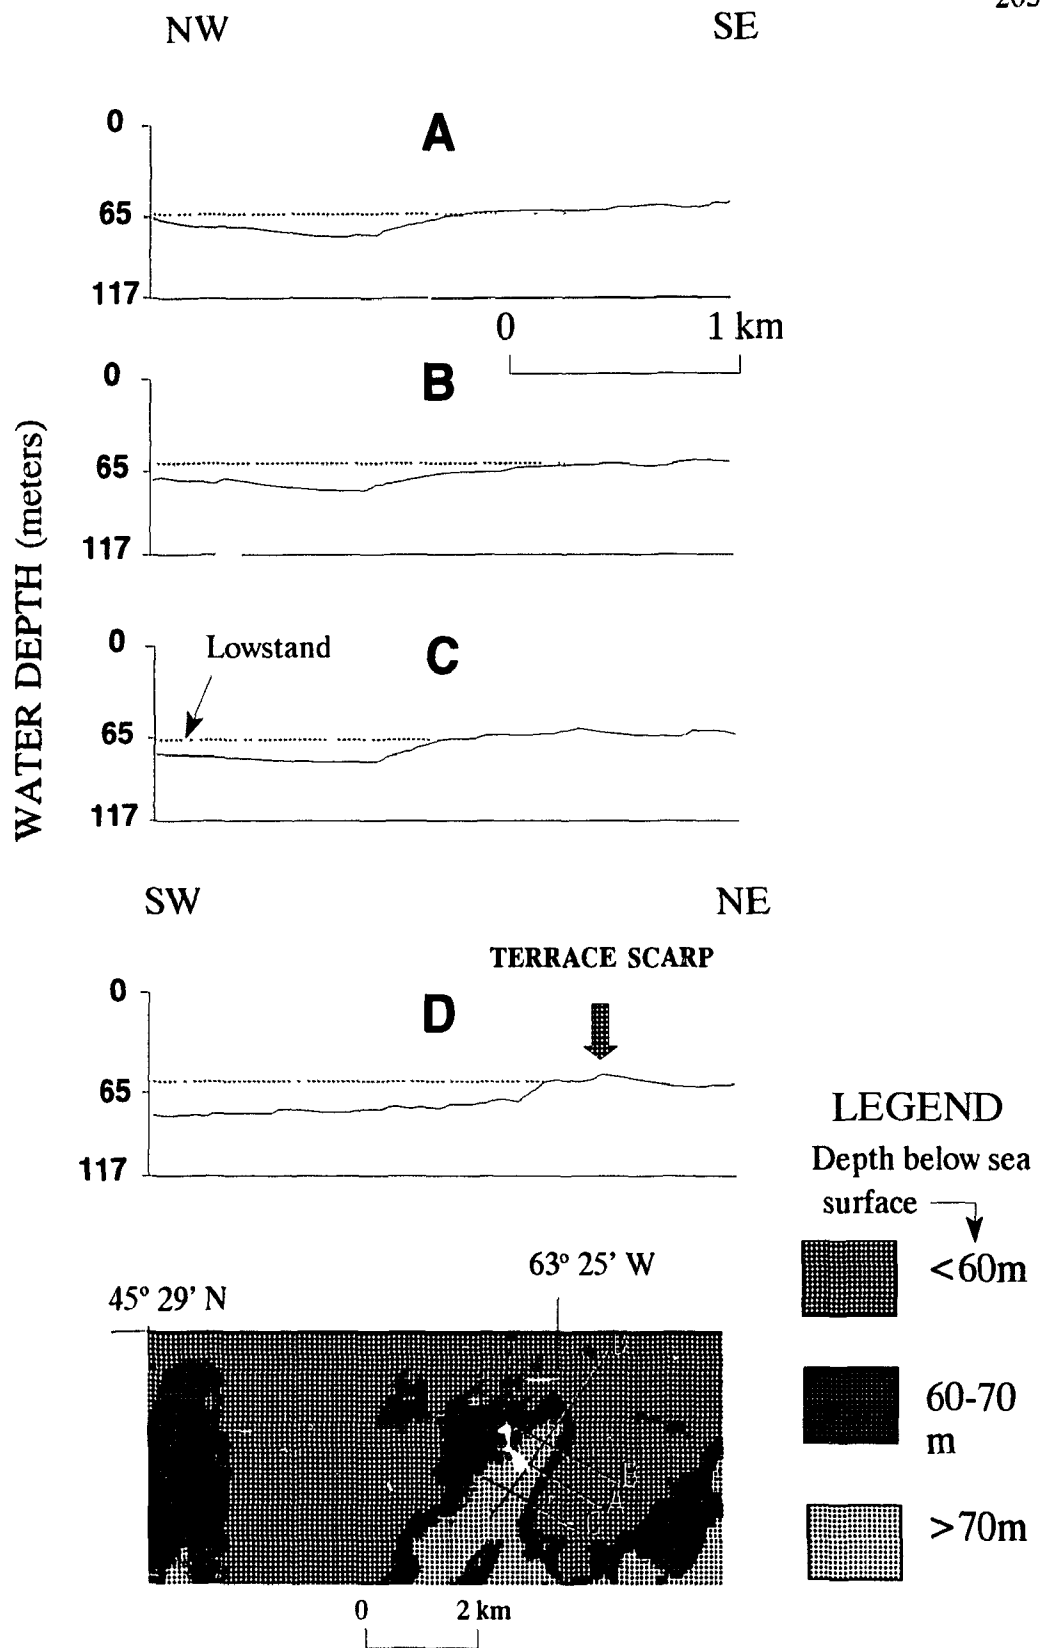 NW SE
0
A
65
117
0 1 km
0
B
65
117
WATER DEPTH (meters)
0
Lowstand
C
65
117
SW NE
TERRACE SCARP
0
D
65
117
LEGEND
Depth below sea
surface
<60m
60-70
m
>70m
63º 25' W
45º 29' N
D
B
A
C
0 2 km